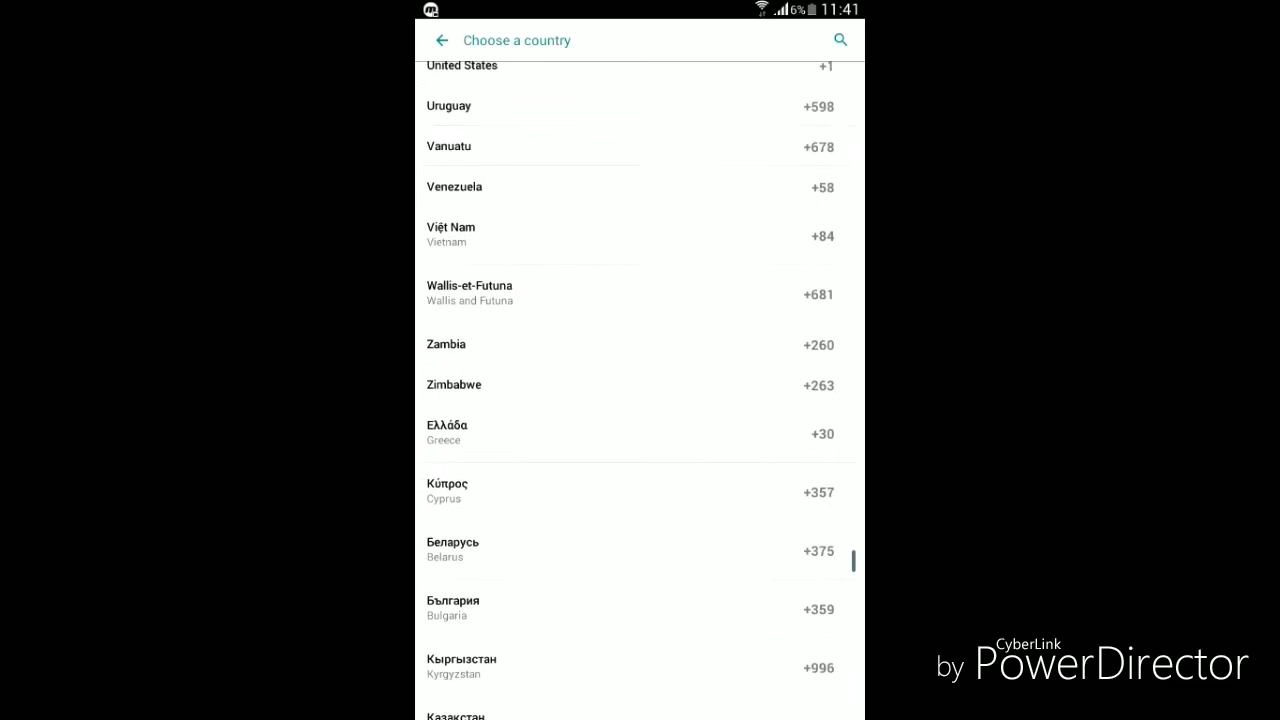 6% 11:41
Choose a country
United States +1
Uruguay +598
Vanuatu +678
Venezuela +58
Việt Nam
Vietnam
+84
Wallis-et-Futuna
Wallis and Futuna
+681
Zambia +260
Zimbabwe +263
Ελλάδα
Greece
+30
Κύπρος
Cyprus
+357
Беларусь
Belarus
+375
България
Bulgaria
+359
Кыргызстан
Kyrgyzstan
+996
Казахстан
CyberLink
by PowerDirector